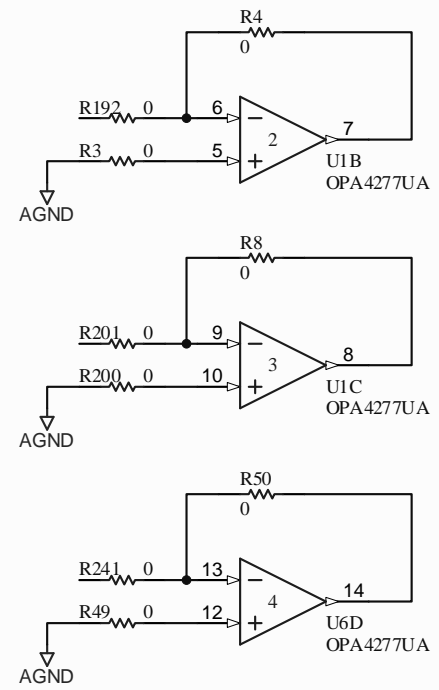 R4
0
R192 0 6 − 2 7
R3 0 5 + U1B
OPA4277UA
AGND
R8
0
R201 0 9 − 3 8
R200 0 10 + U1C
OPA4277UA
AGND
R50
0
R241 0 13 − 4 14
R49 0 12 + U6D
OPA4277UA
AGND